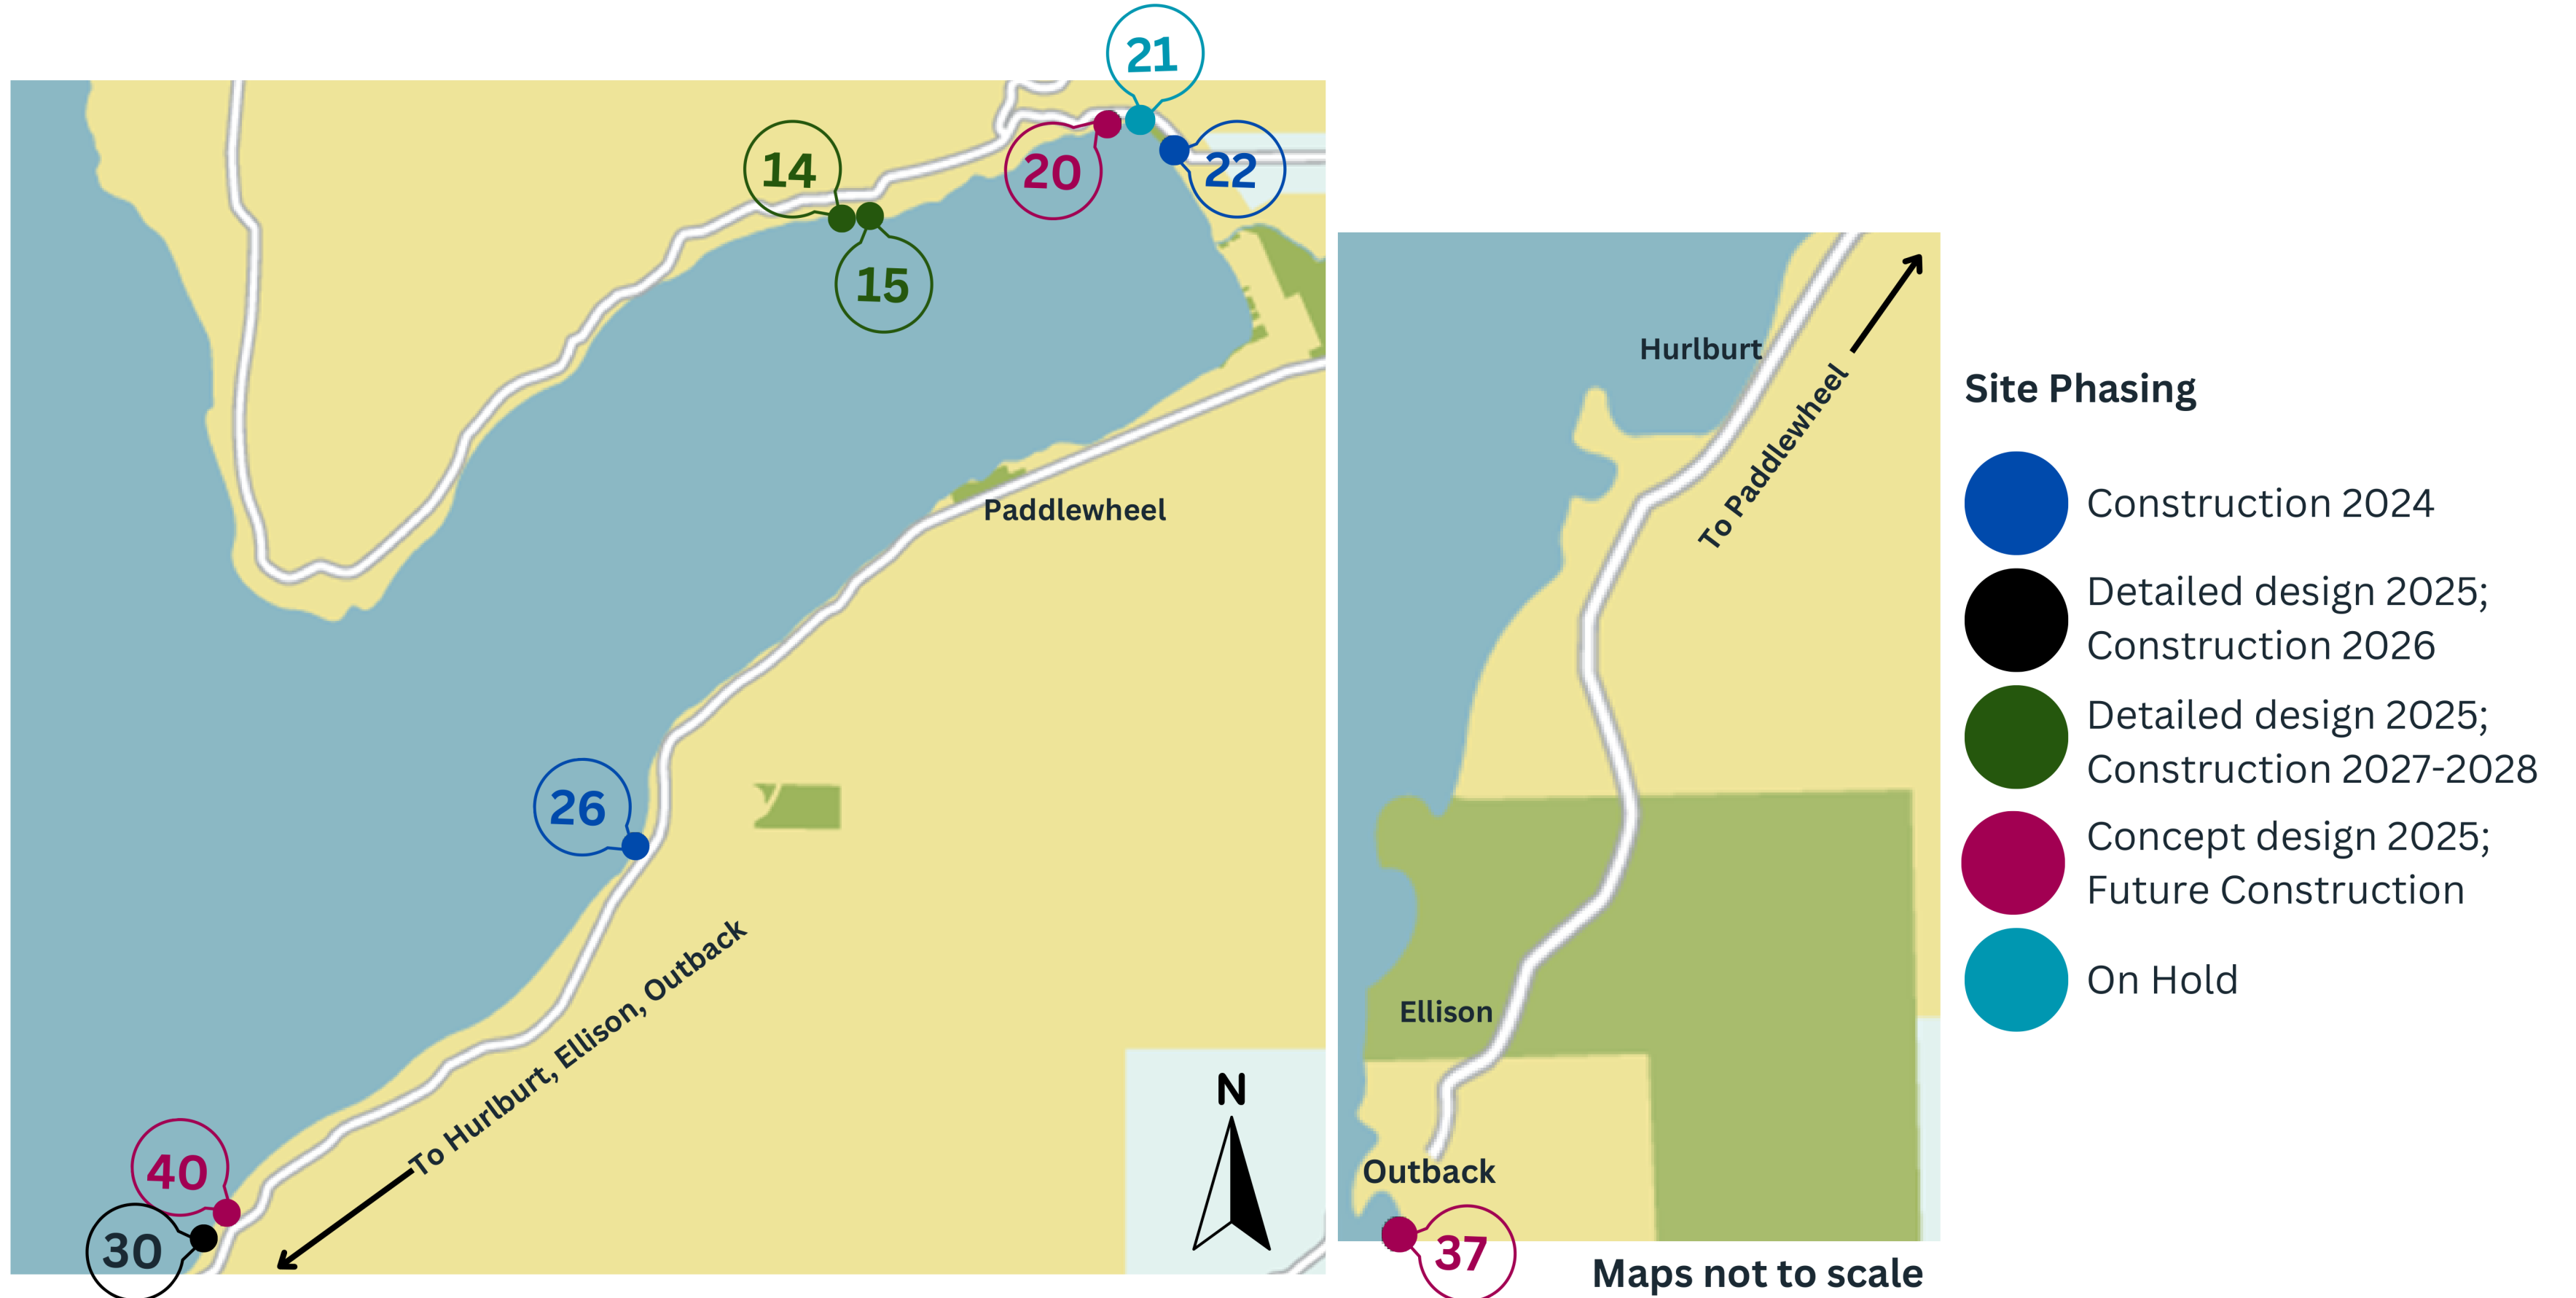 21
14
20
22
15
Paddlewheel
26
To Hurlburt, Ellison, Outback
N
40
30
Hurlburt
To Paddlewheel
Ellison
Outback
37
Maps not to scale
Site Phasing
Construction 2024
Detailed design 2025;
Construction 2026
Detailed design 2025;
Construction 2027-2028
Concept design 2025;
Future Construction
On Hold